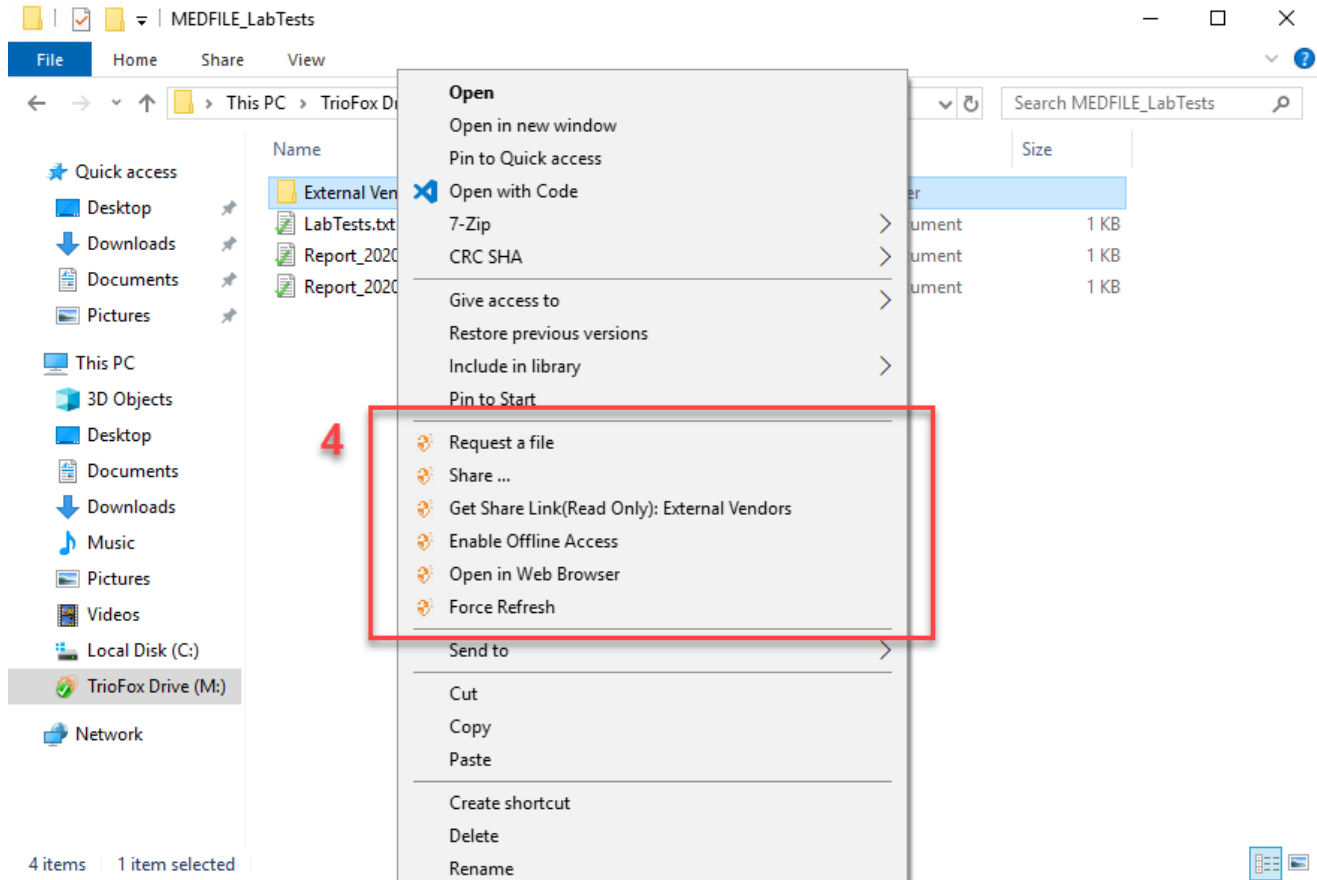 MEDFILE_LabTests
File Home Share View
This PC > TrioFox Dr
Search MEDFILE_LabTests
Name
Size
Quick access
Desktop
Downloads
Documents
Pictures
This PC
3D Objects
Desktop
Documents
Downloads
Music
Pictures
Videos
Local Disk (C:)
TrioFox Drive (M:)
Network
External Ven er
LabTests.txt ument 1 KB
Report_2020 ument 1 KB
Report_2020 ument 1 KB
Open
Open in new window
Pin to Quick access
Open with Code
7-Zip
CRC SHA
Give access to
Restore previous versions
Include in library
Pin to Start
4
Request a file
Share ...
Get Share Link(Read Only): External Vendors
Enable Offline Access
Open in Web Browser
Force Refresh
Send to
Cut
Copy
Paste
Create shortcut
Delete
Rename
4 items 1 item selected